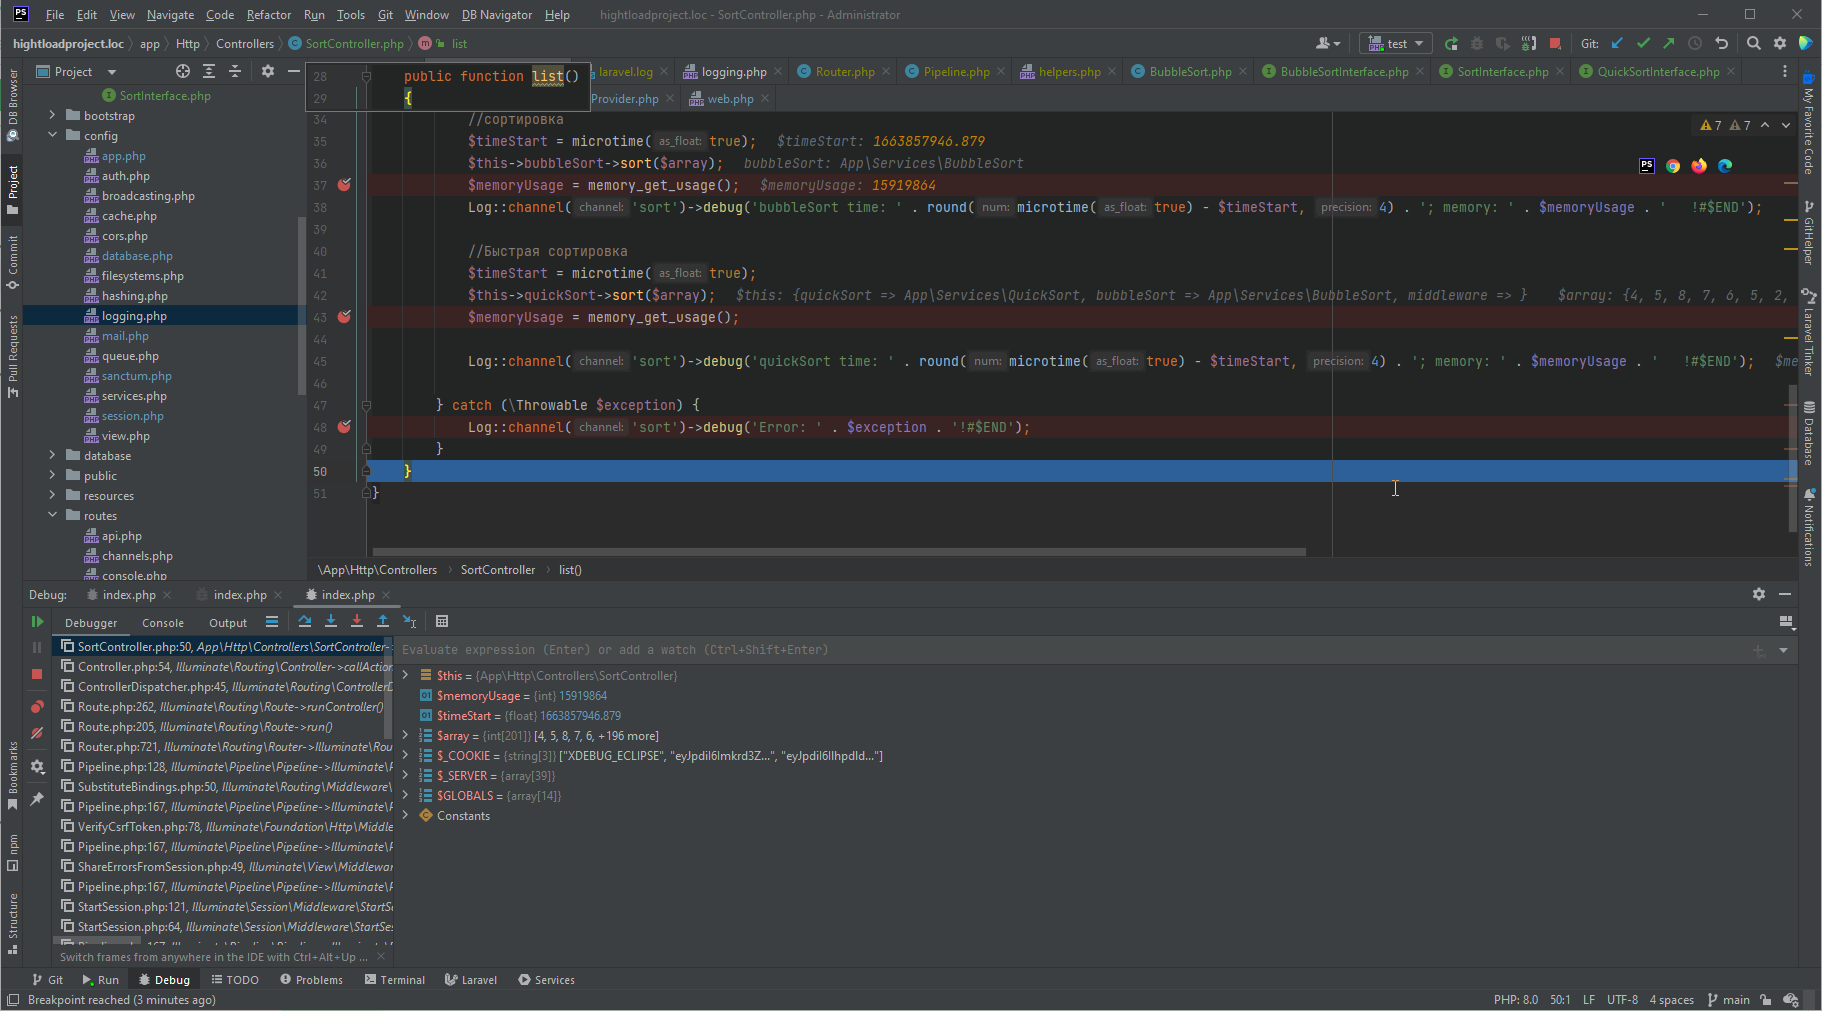 PS File Edit View Navigate Code Refactor Run Tools Git Window DB Navigator Help hightloadproject.loc - SortController.php - Administrator
hightloadproject.loc app Http Controllers SortController.php m list test Git:
Project
SortInterface.php
bootstrap
config
app.php
auth.php
broadcasting.php
cache.php
cors.php
database.php
filesystems.php
hashing.php
logging.php
mail.php
queue.php
sanctum.php
services.php
session.php
view.php
database
public
resources
routes
api.php
channels.php
console.php
DB Browser
Project
Commit
Pull Requests
Bookmarks
npm
Structure
laravel.log logging.php Router.php Pipeline.php helpers.php BubbleSort.php BubbleSortInterface.php SortInterface.php QuickSortInterface.php
Provider.php web.php
28 public function list()
29 {
7 7
34 //сортировка
35 $timeStart = microtime( as_float: true); $timeStart: 1663857946.879
36 $this->bubbleSort->sort($array); bubbleSort: App\Services\BubbleSort
37 $memoryUsage = memory_get_usage(); $memoryUsage: 15919864
38 Log::channel( channel: 'sort')->debug('bubbleSort time: ' . round( num: microtime( as_float: true) - $timeStart, precision: 4) . '; memory: ' . $memoryUsage . ' !#$END');
39
40 //Быстрая сортировка
41 $timeStart = microtime( as_float: true);
42 $this->quickSort->sort($array); $this: {quickSort => App\Services\QuickSort, bubbleSort => App\Services\BubbleSort, middleware => } $array: {4, 5, 8, 7, 6, 5, 2,
43 $memoryUsage = memory_get_usage();
44
45 Log::channel( channel: 'sort')->debug('quickSort time: ' . round( num: microtime( as_float: true) - $timeStart, precision: 4) . '; memory: ' . $memoryUsage . ' !#$END'); $me
46
47 } catch (\Throwable $exception) {
48 Log::channel( channel: 'sort')->debug('Error: ' . $exception . '!#$END');
49 }
50 }
51 }
\App\Http\Controllers SortController list()
My Favorite Code
GitHelper
Laravel Tinker
Database
Notifications
Debug: index.php index.php index.php
Debugger Console Output
SortController.php:50, App\Http\Controllers\SortController-
Controller.php:54, Illuminate\Routing\Controller->callAction
ControllerDispatcher.php:45, Illuminate\Routing\ControllerD
Route.php:262, Illuminate\Routing\Route->runController()
Route.php:205, Illuminate\Routing\Route->run()
Router.php:721, Illuminate\Routing\Router->Illuminate\Rou
Pipeline.php:128, Illuminate\Pipeline\Pipeline->Illuminate\P
SubstituteBindings.php:50, Illuminate\Routing\Middleware\
Pipeline.php:167, Illuminate\Pipeline\Pipeline->Illuminate\P
VerifyCsrfToken.php:78, Illuminate\Foundation\Http\Middle
Pipeline.php:167, Illuminate\Pipeline\Pipeline->Illuminate\P
ShareErrorsFromSession.php:49, Illuminate\View\Middlewar
Pipeline.php:167, Illuminate\Pipeline\Pipeline->Illuminate\P
StartSession.php:121, Illuminate\Session\Middleware\StartSe
StartSession.php:64, Illuminate\Session\Middleware\StartSes
Switch frames from anywhere in the IDE with Ctrl+Alt+Up ...
Evaluate expression (Enter) or add a watch (Ctrl+Shift+Enter)
$this = {App\Http\Controllers\SortController}
$memoryUsage = {int} 15919864
$timeStart = {float} 1663857946.879
$array = {int[201]} [4, 5, 8, 7, 6, +196 more]
$_COOKIE = {string[3]} ["XDEBUG_ECLIPSE", "eyJpdiI6Imkrd3Z...", "eyJpdiI6IlhpdId..."]
$_SERVER = {array[39]}
$GLOBALS = {array[14]}
Constants
Git Run Debug TODO Problems Terminal Laravel Services
Breakpoint reached (3 minutes ago) PHP: 8.0 50:1 LF UTF-8 4 spaces main